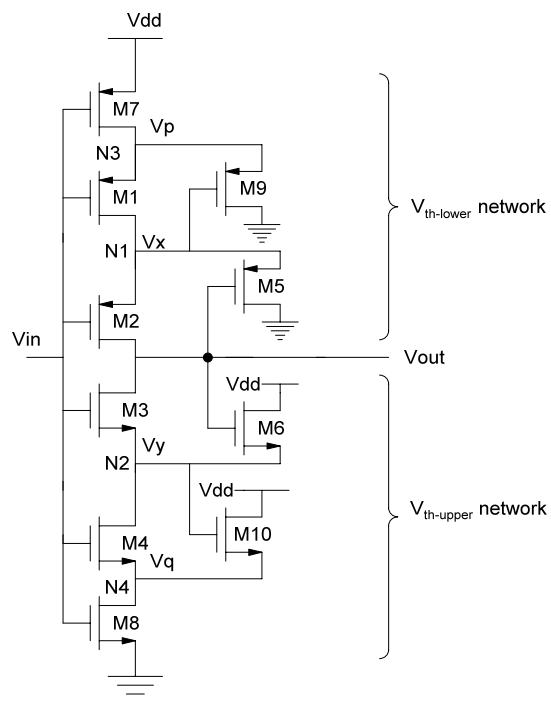 Vdd
M7
Vp
N3
M1
M9
Vth-lower network
N1
Vx
M5
M2
Vin
Vout
Vdd
M3
M6
Vy
N2
Vdd
Vth-upper network
M10
M4
Vq
N4
M8